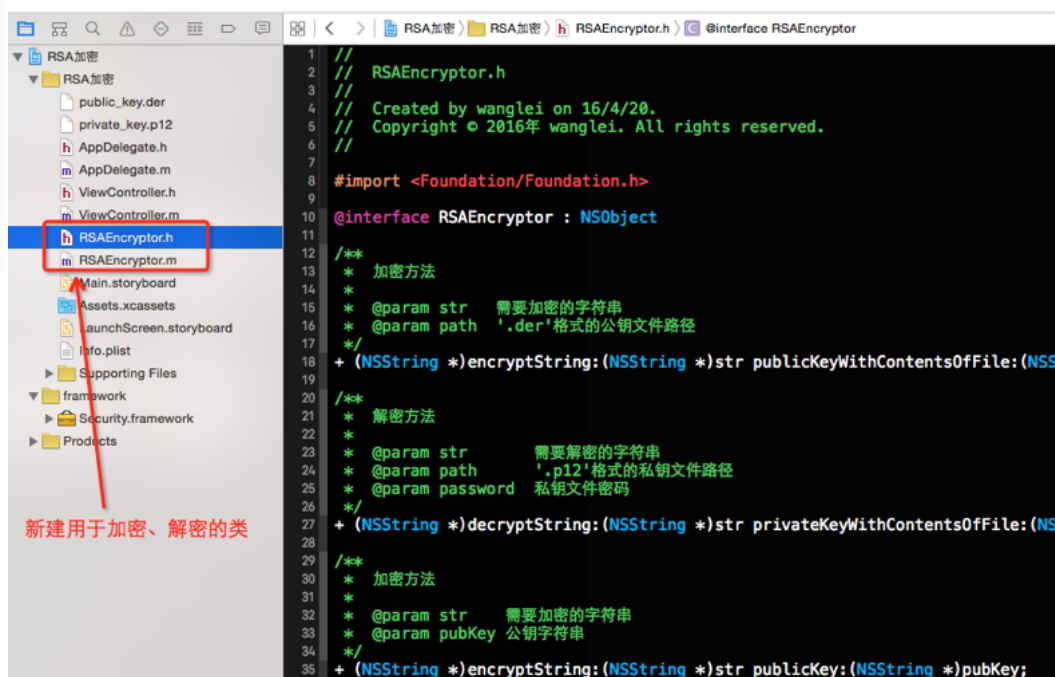 RSA加密 〉 RSA加密 〉 h RSAEncryptor.h 〉 C @interface RSAEncryptor
RSA加密
RSA加密
public_key.der
private_key.p12
h AppDelegate.h
m AppDelegate.m
h ViewController.h
m ViewController.m
h RSAEncryptor.h
m RSAEncryptor.m
Main.storyboard
Assets.xcassets
LaunchScreen.storyboard
Info.plist
Supporting Files
framework
Security.framework
Products
新建用于加密、解密的类
1 //
2 //  RSAEncryptor.h
3 //
4 //  Created by wanglei on 16/4/20.
5 //  Copyright © 2016年 wanglei. All rights reserved.
6 //
7
8 #import <Foundation/Foundation.h>
9
10 @interface RSAEncryptor : NSObject
11
12 /**
13  *  加密方法
14  *
15  *  @param str   需要加密的字符串
16  *  @param path  '.der'格式的公钥文件路径
17  */
18 + (NSString *)encryptString:(NSString *)str publicKeyWithContentsOfFile:(NSS
19
20 /**
21  *  解密方法
22  *
23  *  @param str       需要解密的字符串
24  *  @param path      '.p12'格式的私钥文件路径
25  *  @param password  私钥文件密码
26  */
27 + (NSString *)decryptString:(NSString *)str privateKeyWithContentsOfFile:(NS
28
29 /**
30  *  加密方法
31  *
32  *  @param str    需要加密的字符串
33  *  @param pubKey 公钥字符串
34  */
35 + (NSString *)encryptString:(NSString *)str publicKey:(NSString *)pubKey;